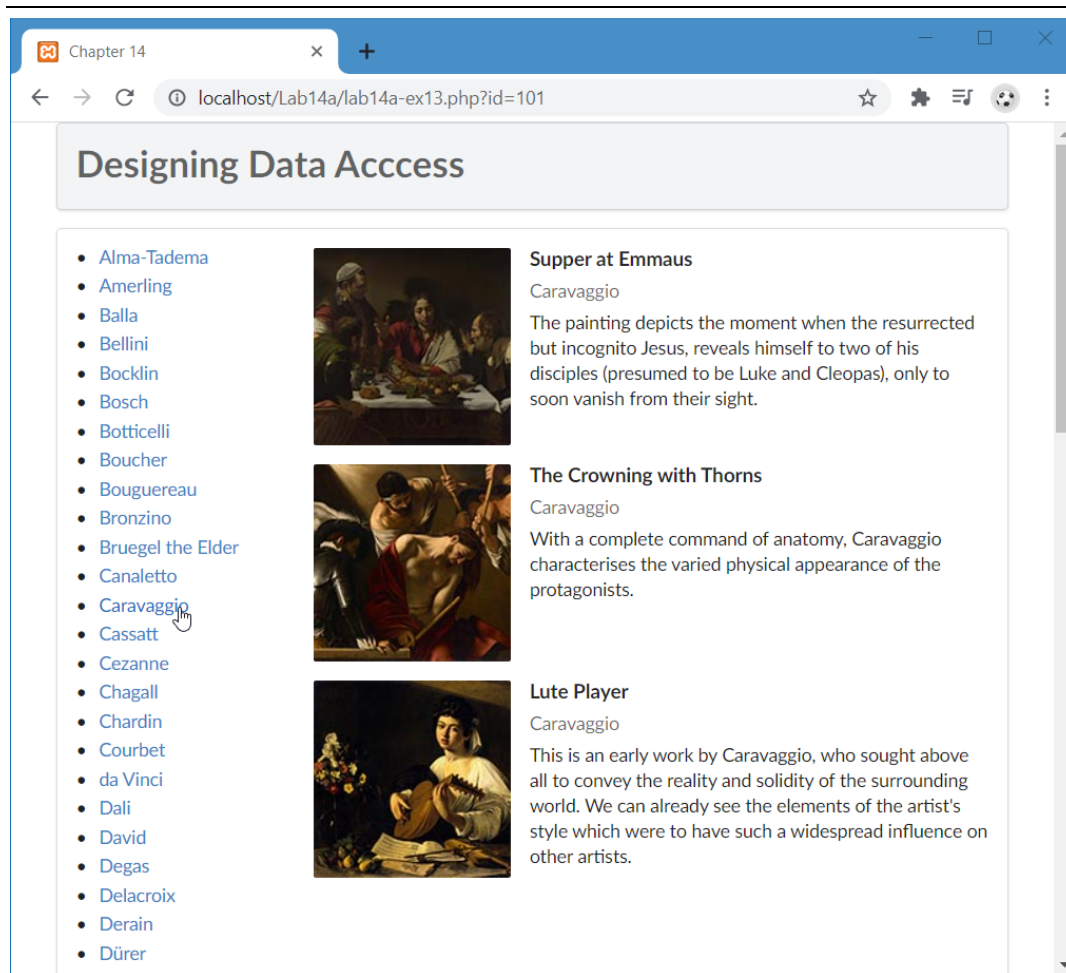 Chapter 14
localhost/Lab14a/lab14a-ex13.php?id=101
Designing Data Acccess
Alma-Tadema
Amerling
Balla
Bellini
Bocklin
Bosch
Botticelli
Boucher
Bouguereau
Bronzino
Bruegel the Elder
Canaletto
Caravaggio
Cassatt
Cezanne
Chagall
Chardin
Courbet
da Vinci
Dali
David
Degas
Delacroix
Derain
Dürer
Supper at Emmaus
Caravaggio
The painting depicts the moment when the resurrected
but incognito Jesus, reveals himself to two of his
disciples (presumed to be Luke and Cleopas), only to
soon vanish from their sight.
The Crowning with Thorns
Caravaggio
With a complete command of anatomy, Caravaggio
characterises the varied physical appearance of the
protagonists.
Lute Player
Caravaggio
This is an early work by Caravaggio, who sought above
all to convey the reality and solidity of the surrounding
world. We can already see the elements of the artist's
style which were to have such a widespread influence on
other artists.